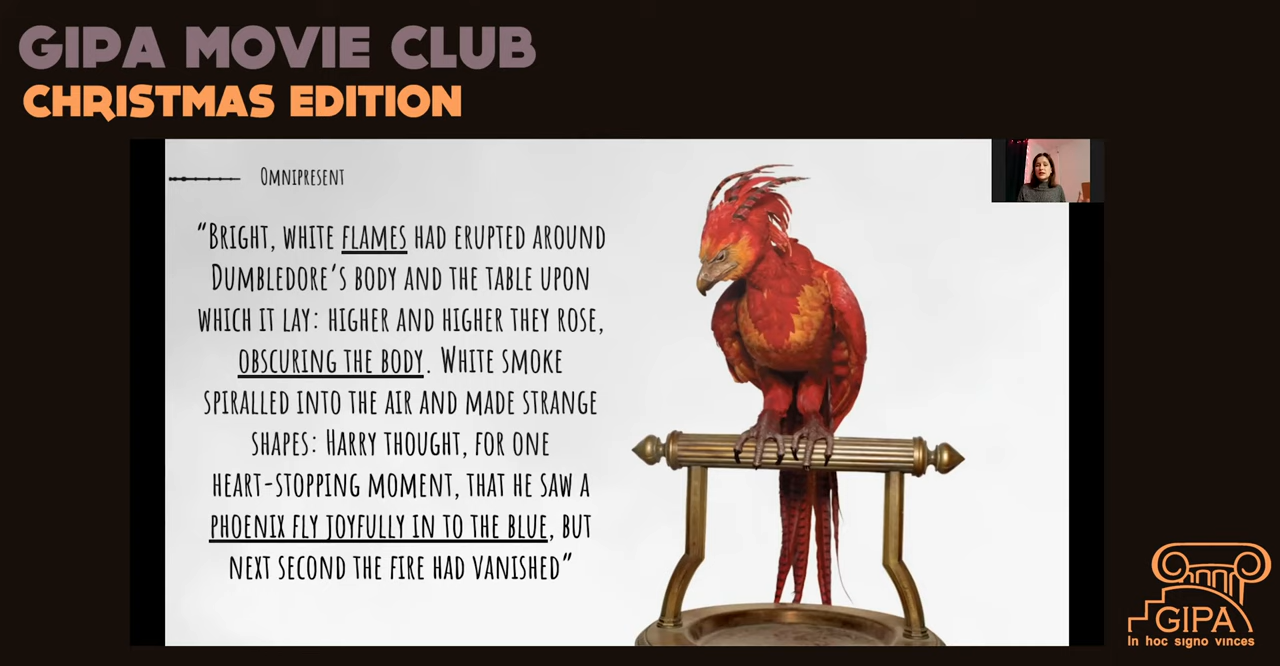 GIPA MOVIE CLUB
CHRISTMAS EDITION
OMNIPRESENT
“BRIGHT, WHITE FLAMES HAD ERUPTED AROUND
DUMBLEDORE’S BODY AND THE TABLE UPON
WHICH IT LAY: HIGHER AND HIGHER THEY ROSE,
OBSCURING THE BODY. WHITE SMOKE
SPIRALLED INTO THE AIR AND MADE STRANGE
SHAPES: HARRY THOUGHT, FOR ONE
HEART-STOPPING MOMENT, THAT HE SAW A
PHOENIX FLY JOYFULLY IN TO THE BLUE, BUT
NEXT SECOND THE FIRE HAD VANISHED”
GIPA
In hoc signo vinces